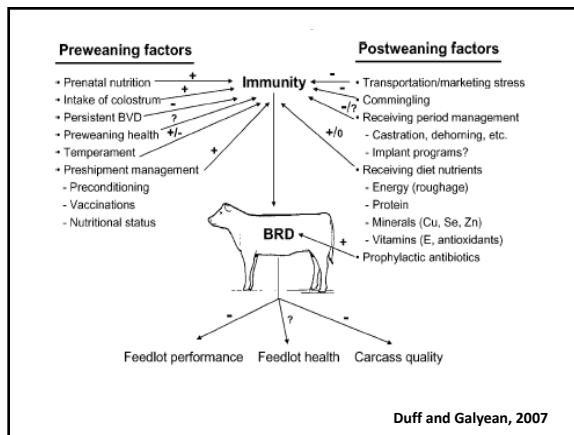 Preweaning factors
• Prenatal nutrition
• Intake of colostrum
• Persistent BVD
• Preweaning health
• Temperament
• Preshipment management
- Preconditioning
- Vaccinations
- Nutritional status
+
+
-
?
+/-
+
Immunity
-
-
-/?
+/0
Postweaning factors
• Transportation/marketing stress
• Commingling
• Receiving period management
- Castration, dehorning, etc.
- Implant programs?
• Receiving diet nutrients
- Energy (roughage)
- Protein
- Minerals (Cu, Se, Zn)
- Vitamins (E, antioxidants)
• Prophylactic antibiotics
+
BRD
-
?
-
Feedlot performance
Feedlot health
Carcass quality
Duff and Galyean, 2007